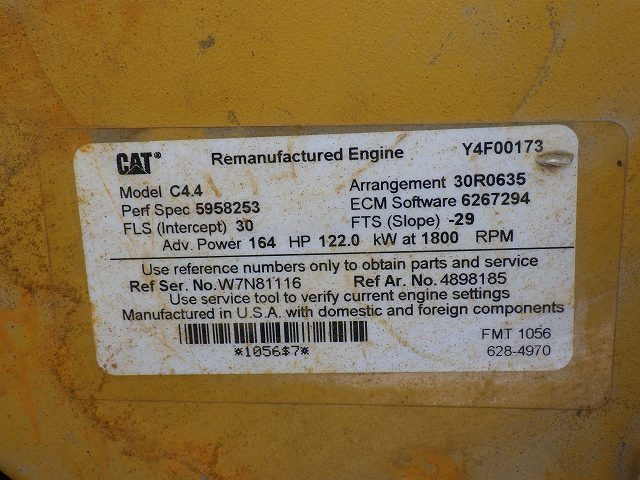 CAT® Remanufactured Engine Y4F00173
Model C4.4 Arrangement 30R0635
Perf Spec 5958253 ECM Software 6267294
FLS (Intercept) 30 FTS (Slope) -29
Adv. Power 164 HP 122.0 kW at 1800 RPM
Use reference numbers only to obtain parts and service
Ref Ser. No. W7N81116 Ref Ar. No. 4898185
Use service tool to verify current engine settings
Manufactured in U.S.A. with domestic and foreign components
*1056$7* FMT 1056
628-4970